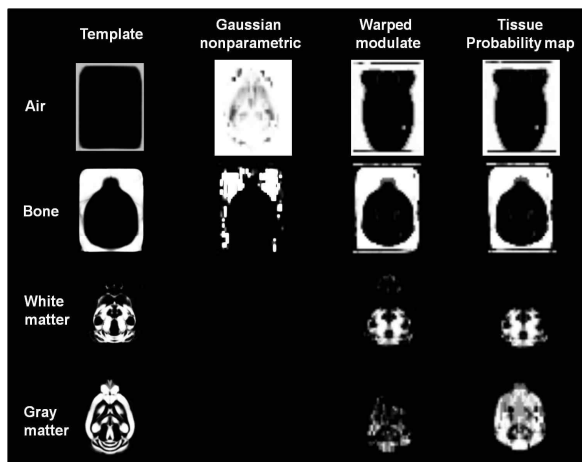 Template
Gaussian
nonparametric
Warped
modulate
Tissue
Probability map
Air
Bone
White
matter
Gray
matter